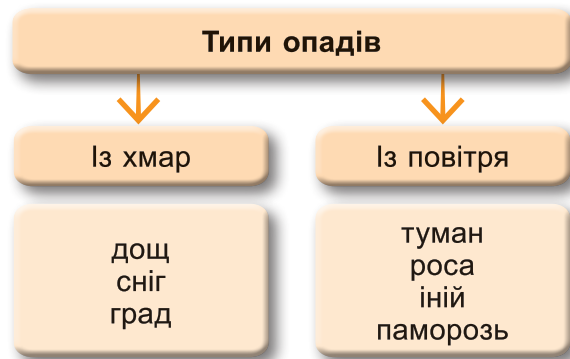 Типи опадів
Із хмар
Із повітря
дощ
сніг
град
туман
роса
іній
паморозь